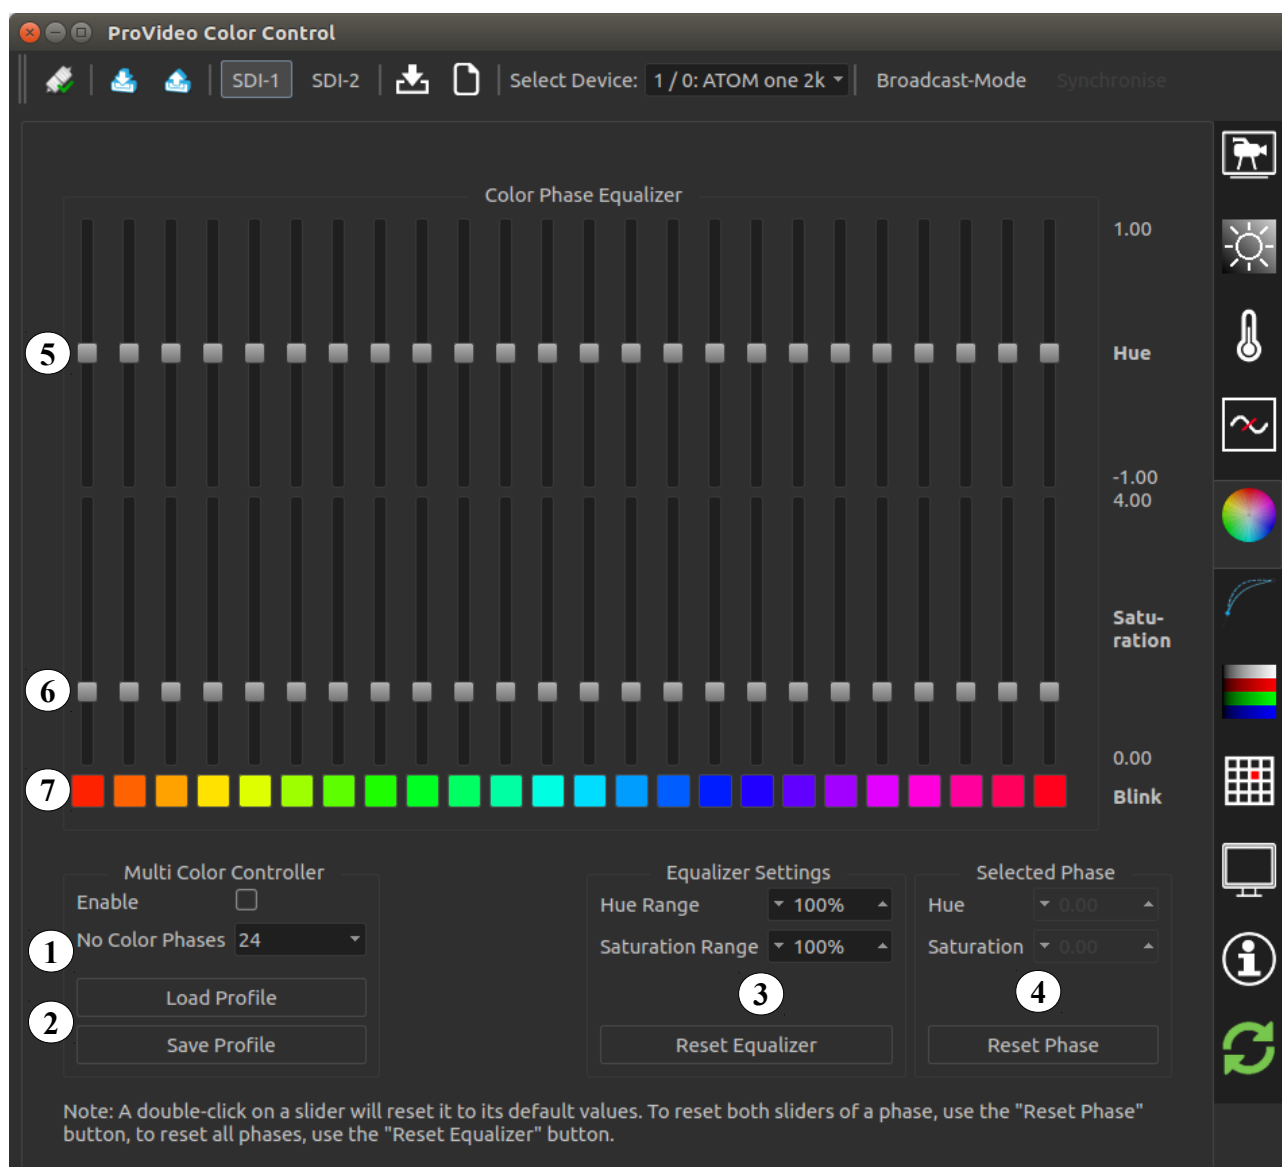 ProVideo Color Control
SDI-1 SDI-2 Select Device: 1 / 0: ATOM one 2k Broadcast-Mode Synchronise
Color Phase Equalizer
1.00
5 Hue
-1.00
4.00
Satu-
ration
6
0.00
7 Blink
Multi Color Controller Equalizer Settings Selected Phase
Enable Hue Range 100% Hue 0.00
1 No Color Phases 24 Saturation Range 100% Saturation 0.00
3 4
Load Profile
2
Save Profile Reset Equalizer Reset Phase
Note: A double-click on a slider will reset it to its default values. To reset both sliders of a phase, use the "Reset Phase"
button, to reset all phases, use the "Reset Equalizer" button.